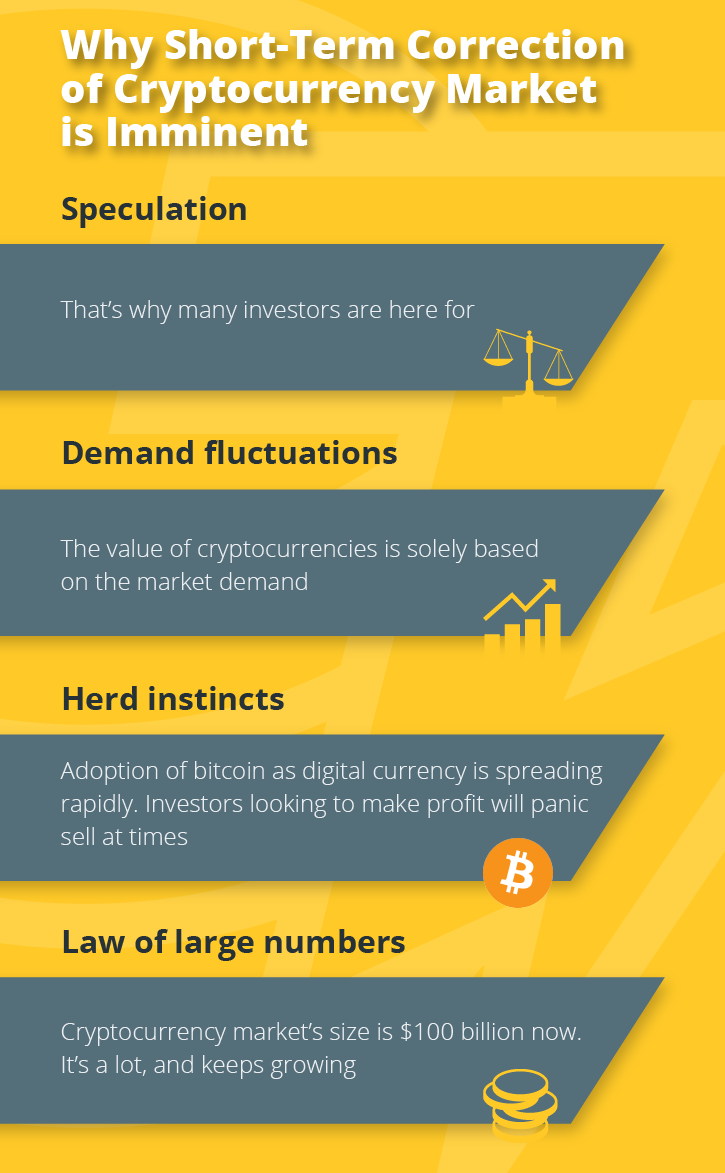 Why Short-Term Correction
of Cryptocurrency Market
is Imminent
Speculation
That’s why many investors are here for
Demand fluctuations
The value of cryptocurrencies is solely based
on the market demand
Herd instincts
Adoption of bitcoin as digital currency is spreading
rapidly. Investors looking to make profit will panic
sell at times
Law of large numbers
Cryptocurrency market’s size is $100 billion now.
It’s a lot, and keeps growing